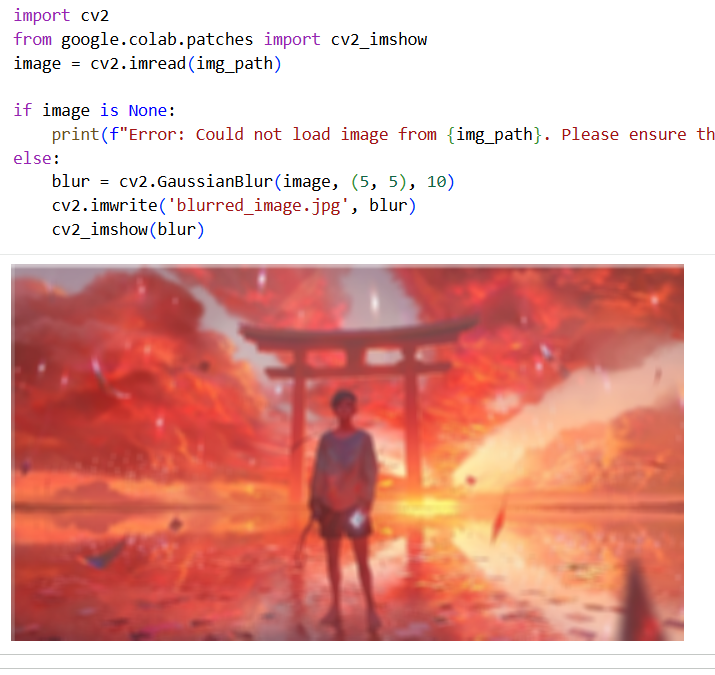 import cv2
from google.colab.patches import cv2_imshow
image = cv2.imread(img_path)
if image is None:
    print(f"Error: Could not load image from {img_path}. Please ensure th
else:
    blur = cv2.GaussianBlur(image, (5, 5), 10)
    cv2.imwrite('blurred_image.jpg', blur)
    cv2_imshow(blur)